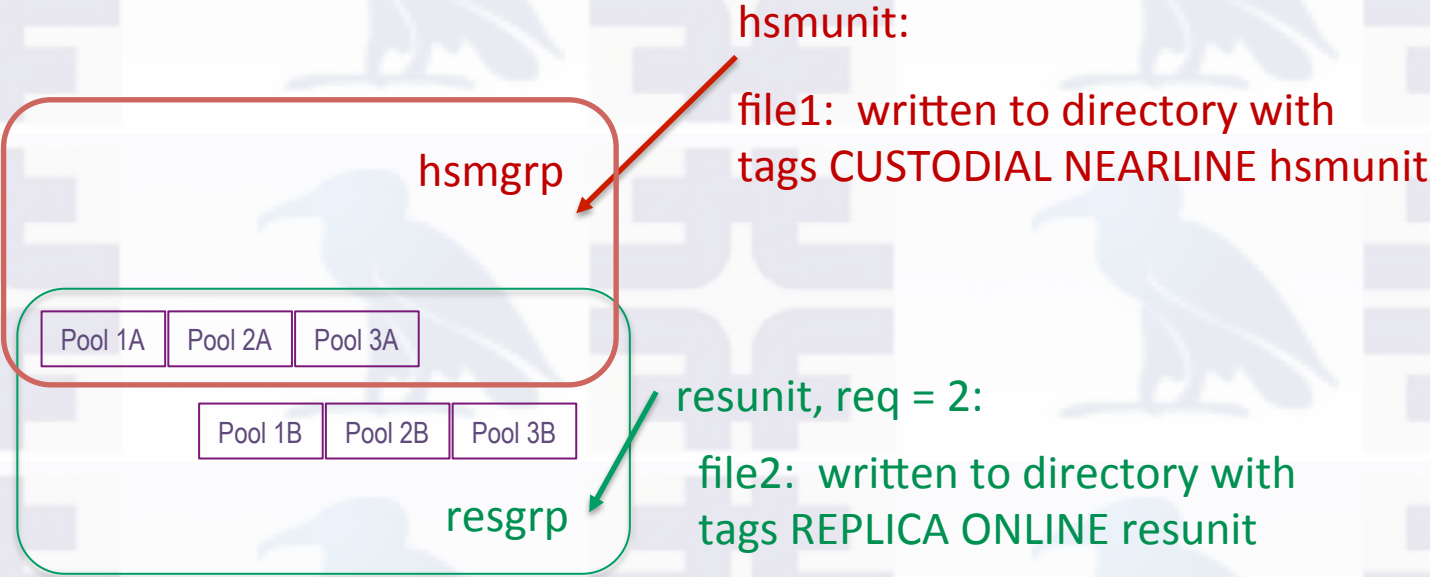 hsmunit:
file1: written to directory with
tags CUSTODIAL NEARLINE hsmunit
hsmgrp
Pool 1A Pool 2A Pool 3A
resunit, req = 2:
Pool 1B Pool 2B Pool 3B
file2: written to directory with
tags REPLICA ONLINE resunit
resgrp